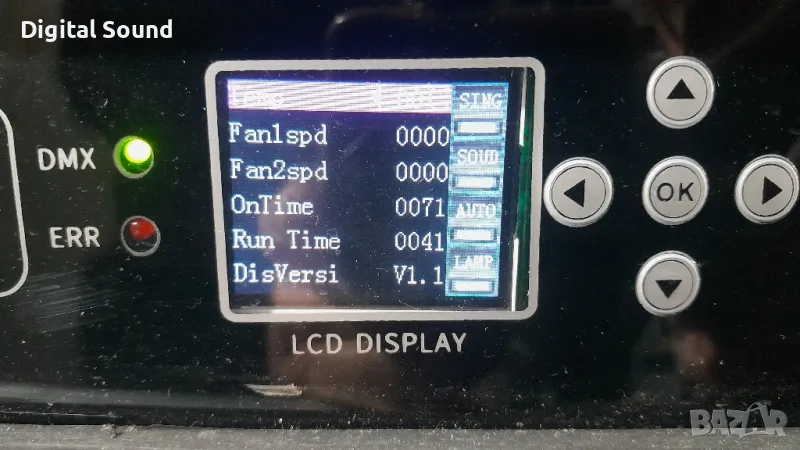 Digital Sound
DMX
ERR
SING
Fan1spd 0000
SOUD
Fan2spd 0000
OnTime 0071
AUTO
Run Time 0041
LAMP
DisVersi V1.1
OK
LCD DISPLAY
BAZAR